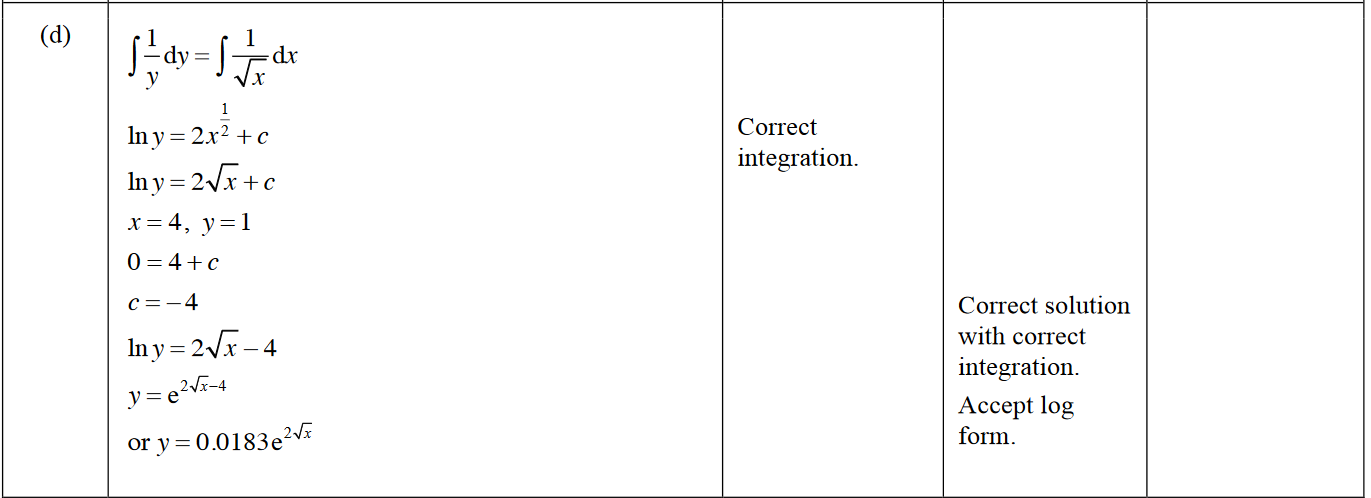 (d)
∫ 1/y dy = ∫ 1/√x dx
ln y = 2x^(1/2) + c
ln y = 2√x + c
x = 4, y = 1
0 = 4 + c
c = −4
ln y = 2√x − 4
y = e^(2√x−4)
or y = 0.0183e^(2√x)
Correct
integration.
Correct solution
with correct
integration.
Accept log
form.